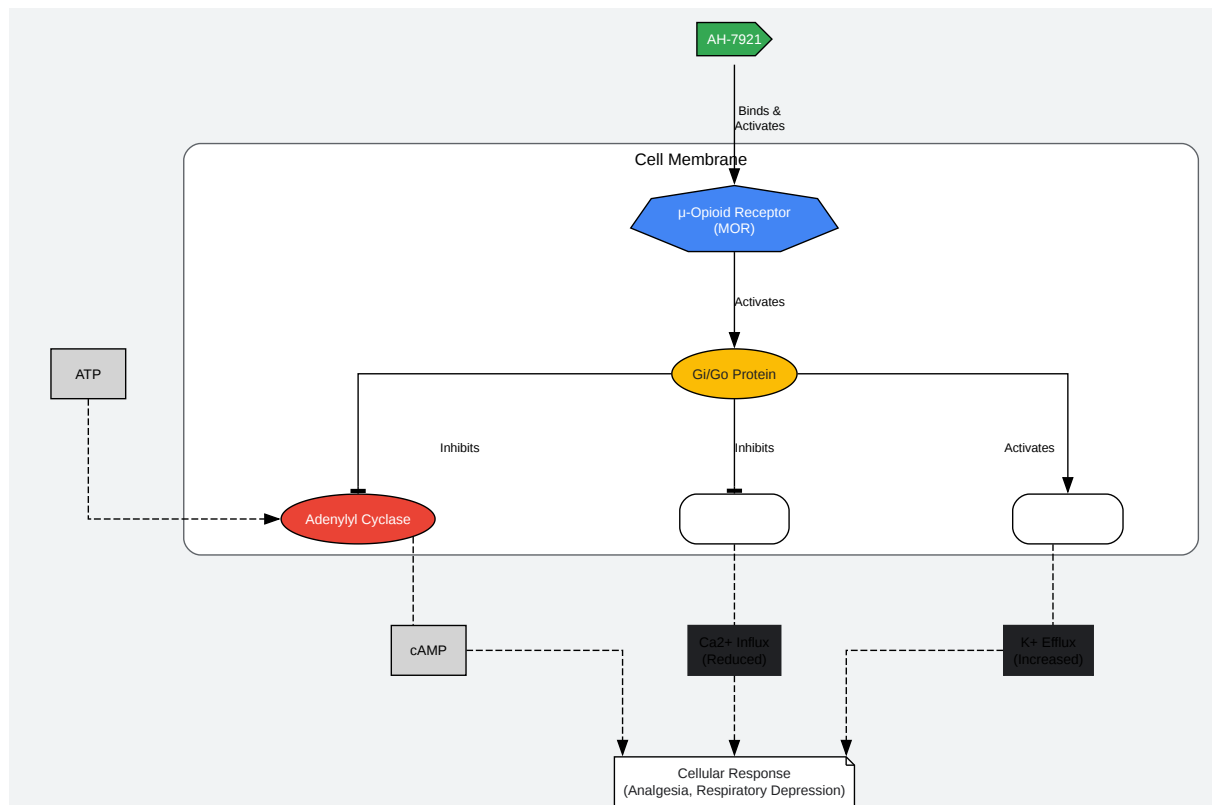 AH-7921
Binds &
Activates
Cell Membrane
μ-Opioid Receptor
(MOR)
Activates
ATP
Gi/Go Protein
Inhibits
Inhibits
Activates
Adenylyl Cyclase
cAMP
Ca2+ Influx
(Reduced)
K+ Efflux
(Increased)
Cellular Response
(Analgesia, Respiratory Depression)